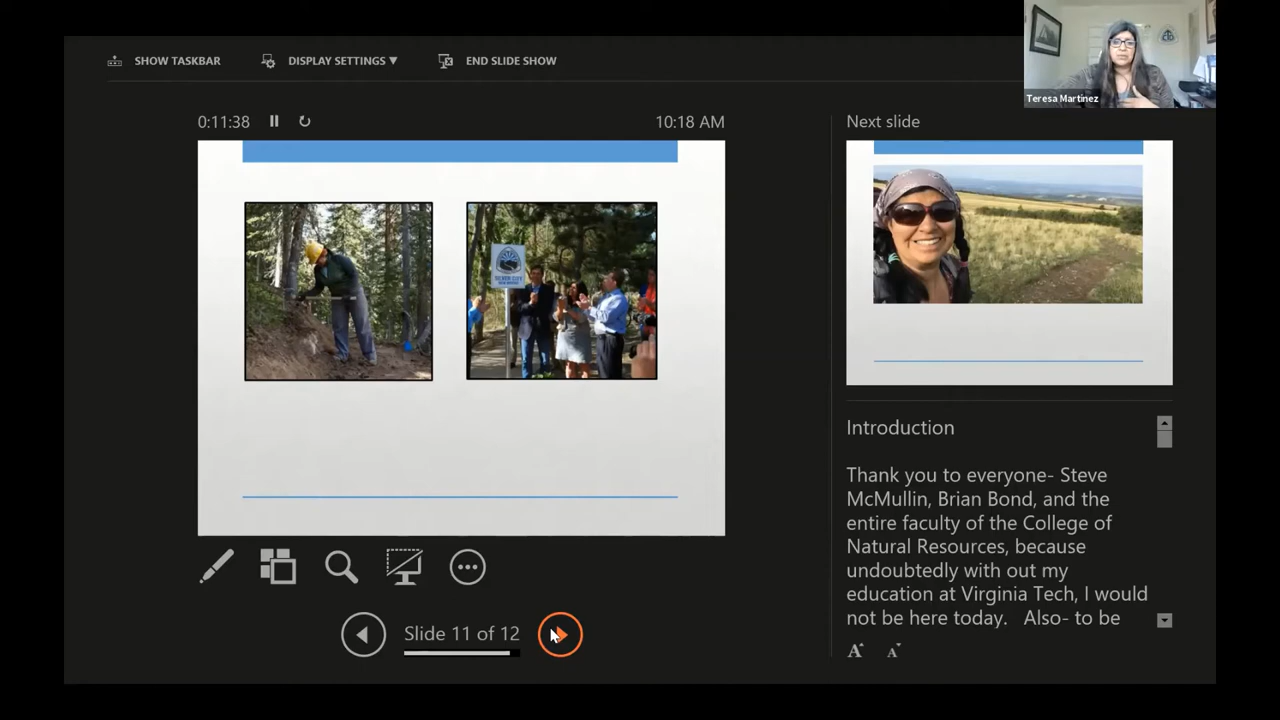 SHOW TASKBAR
DISPLAY SETTINGS ▼
END SLIDE SHOW
Teresa Martinez
0:11:38
10:18 AM
Next slide
Introduction
Thank you to everyone- Steve
McMullin, Brian Bond, and the
entire faculty of the College of
Natural Resources, because
undoubtedly with out my
education at Virginia Tech, I would
not be here today.   Also- to be
Slide 11 of 12
A
A